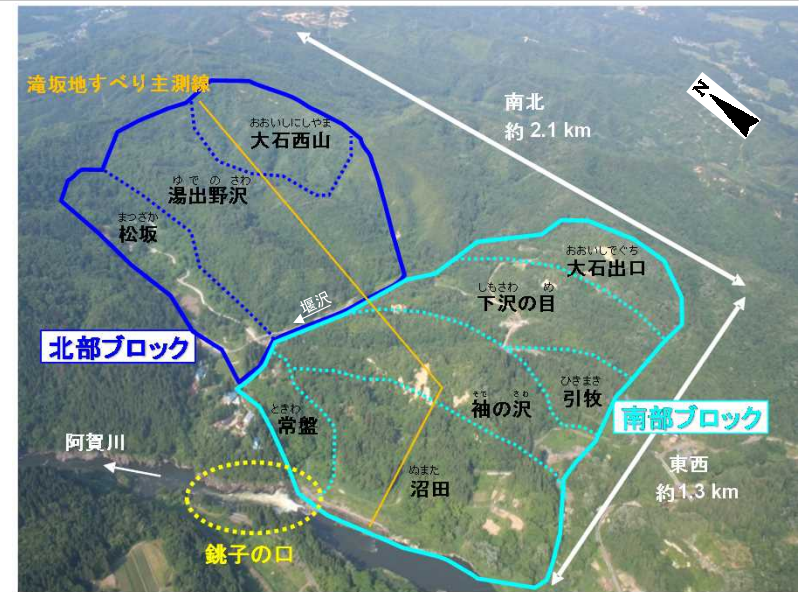 滝坂地すべり主測線
南北
約 2.1 km
N
おおいしにしやま
大石西山
ゆでのさわ
湯出野沢
まつざか
松坂
おおいしでぐち
大石出口
しもさわ め
下沢の目
堰沢
北部ブロック
ひきまき
引牧
そで さわ
袖の沢
南部ブロック
ときわ
常盤
阿賀川
東西
約1.3 km
ぬまた
沼田
銚子の口